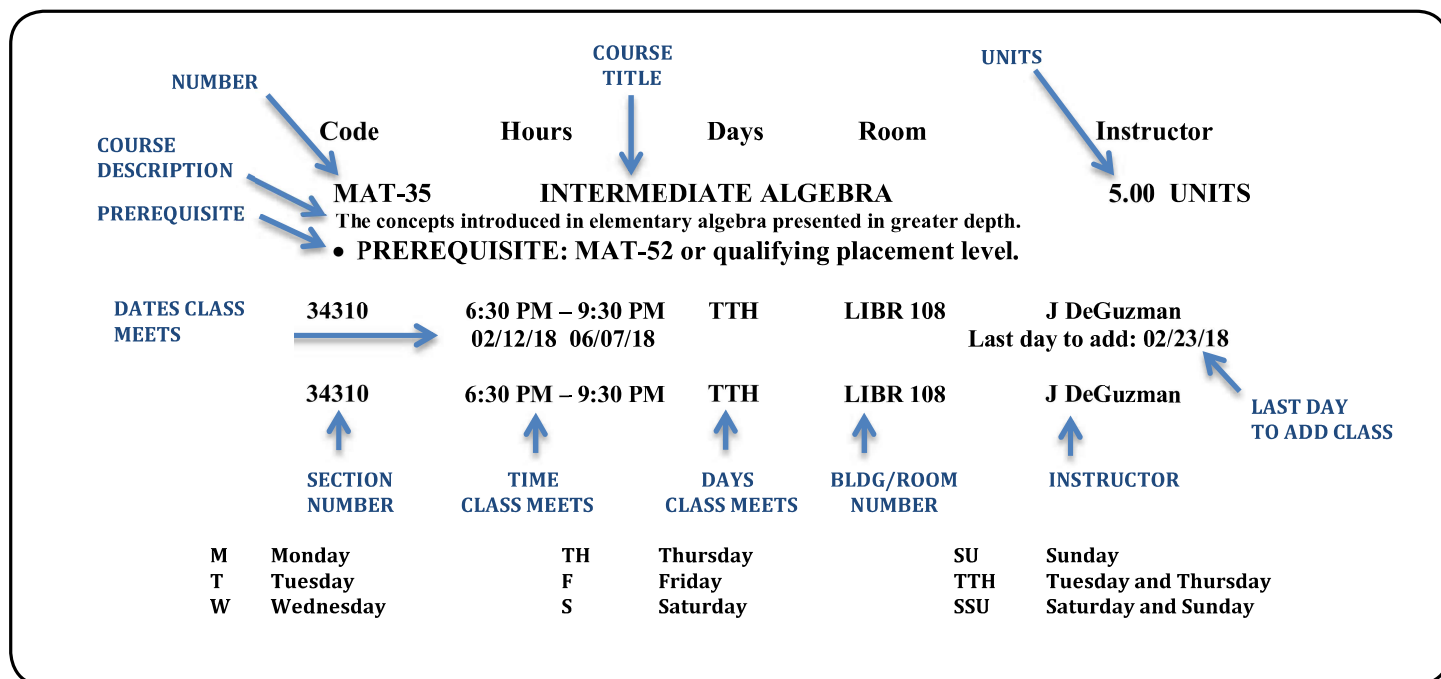 COURSE TITLE
UNITS
NUMBER
Code Hours Days Room Instructor
COURSE DESCRIPTION
MAT-35 INTERMEDIATE ALGEBRA 5.00 UNITS
PREREQUISITE
The concepts introduced in elementary algebra presented in greater depth.
• PREREQUISITE: MAT-52 or qualifying placement level.
DATES CLASS MEETS
34310 6:30 PM – 9:30 PM TTH LIBR 108 J DeGuzman
02/12/18 06/07/18 Last day to add: 02/23/18
34310 6:30 PM – 9:30 PM TTH LIBR 108 J DeGuzman
LAST DAY TO ADD CLASS
SECTION NUMBER
TIME CLASS MEETS
DAYS CLASS MEETS
BLDG/ROOM NUMBER
INSTRUCTOR
M Monday TH Thursday SU Sunday
T Tuesday F Friday TTH Tuesday and Thursday
W Wednesday S Saturday SSU Saturday and Sunday